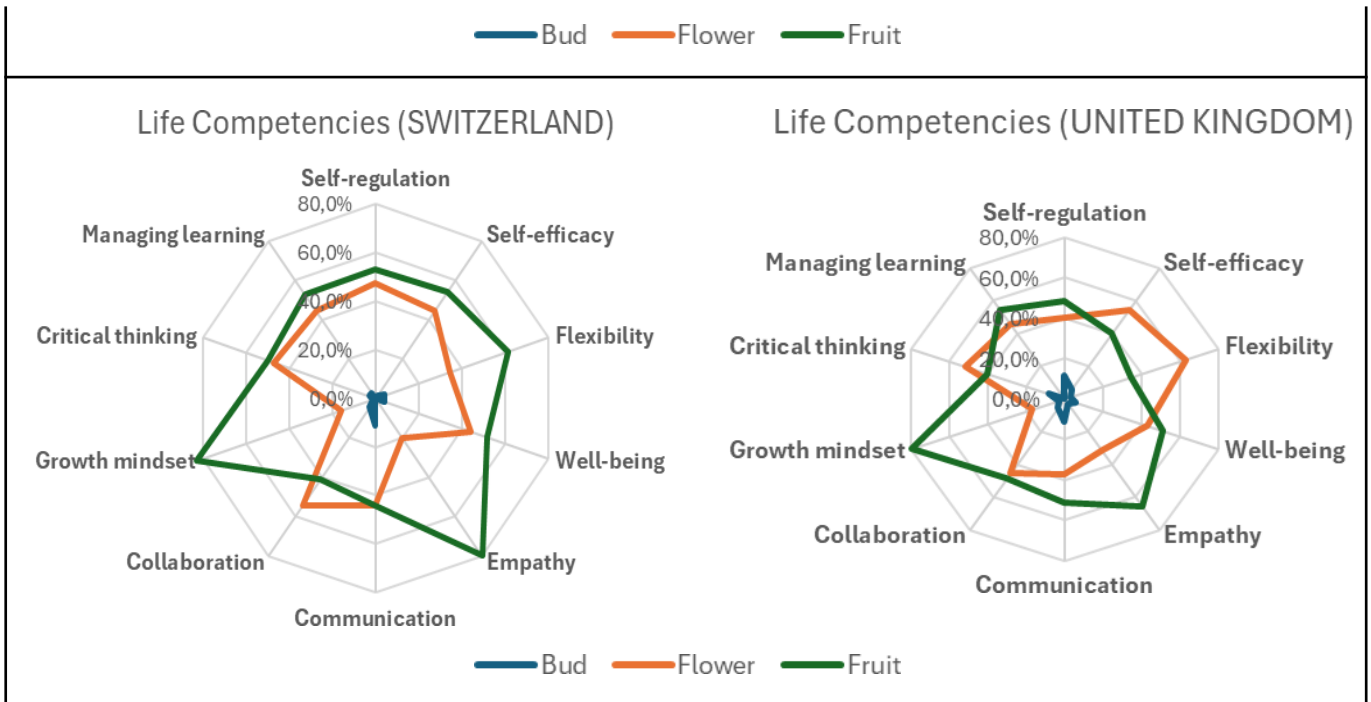 Bud Flower Fruit
Life Competencies (SWITZERLAND)
Self-regulation
80,0%
Managing learning
Self-efficacy
60,0%
40,0%
Critical thinking
Flexibility
20,0%
0,0%
Growth mindset
Well-being
Collaboration
Empathy
Communication
Life Competencies (UNITED KINGDOM)
Self-regulation
80,0%
Managing learning
Self-efficacy
60,0%
40,0%
Critical thinking
Flexibility
20,0%
0,0%
Growth mindset
Well-being
Collaboration
Empathy
Communication
Bud Flower Fruit